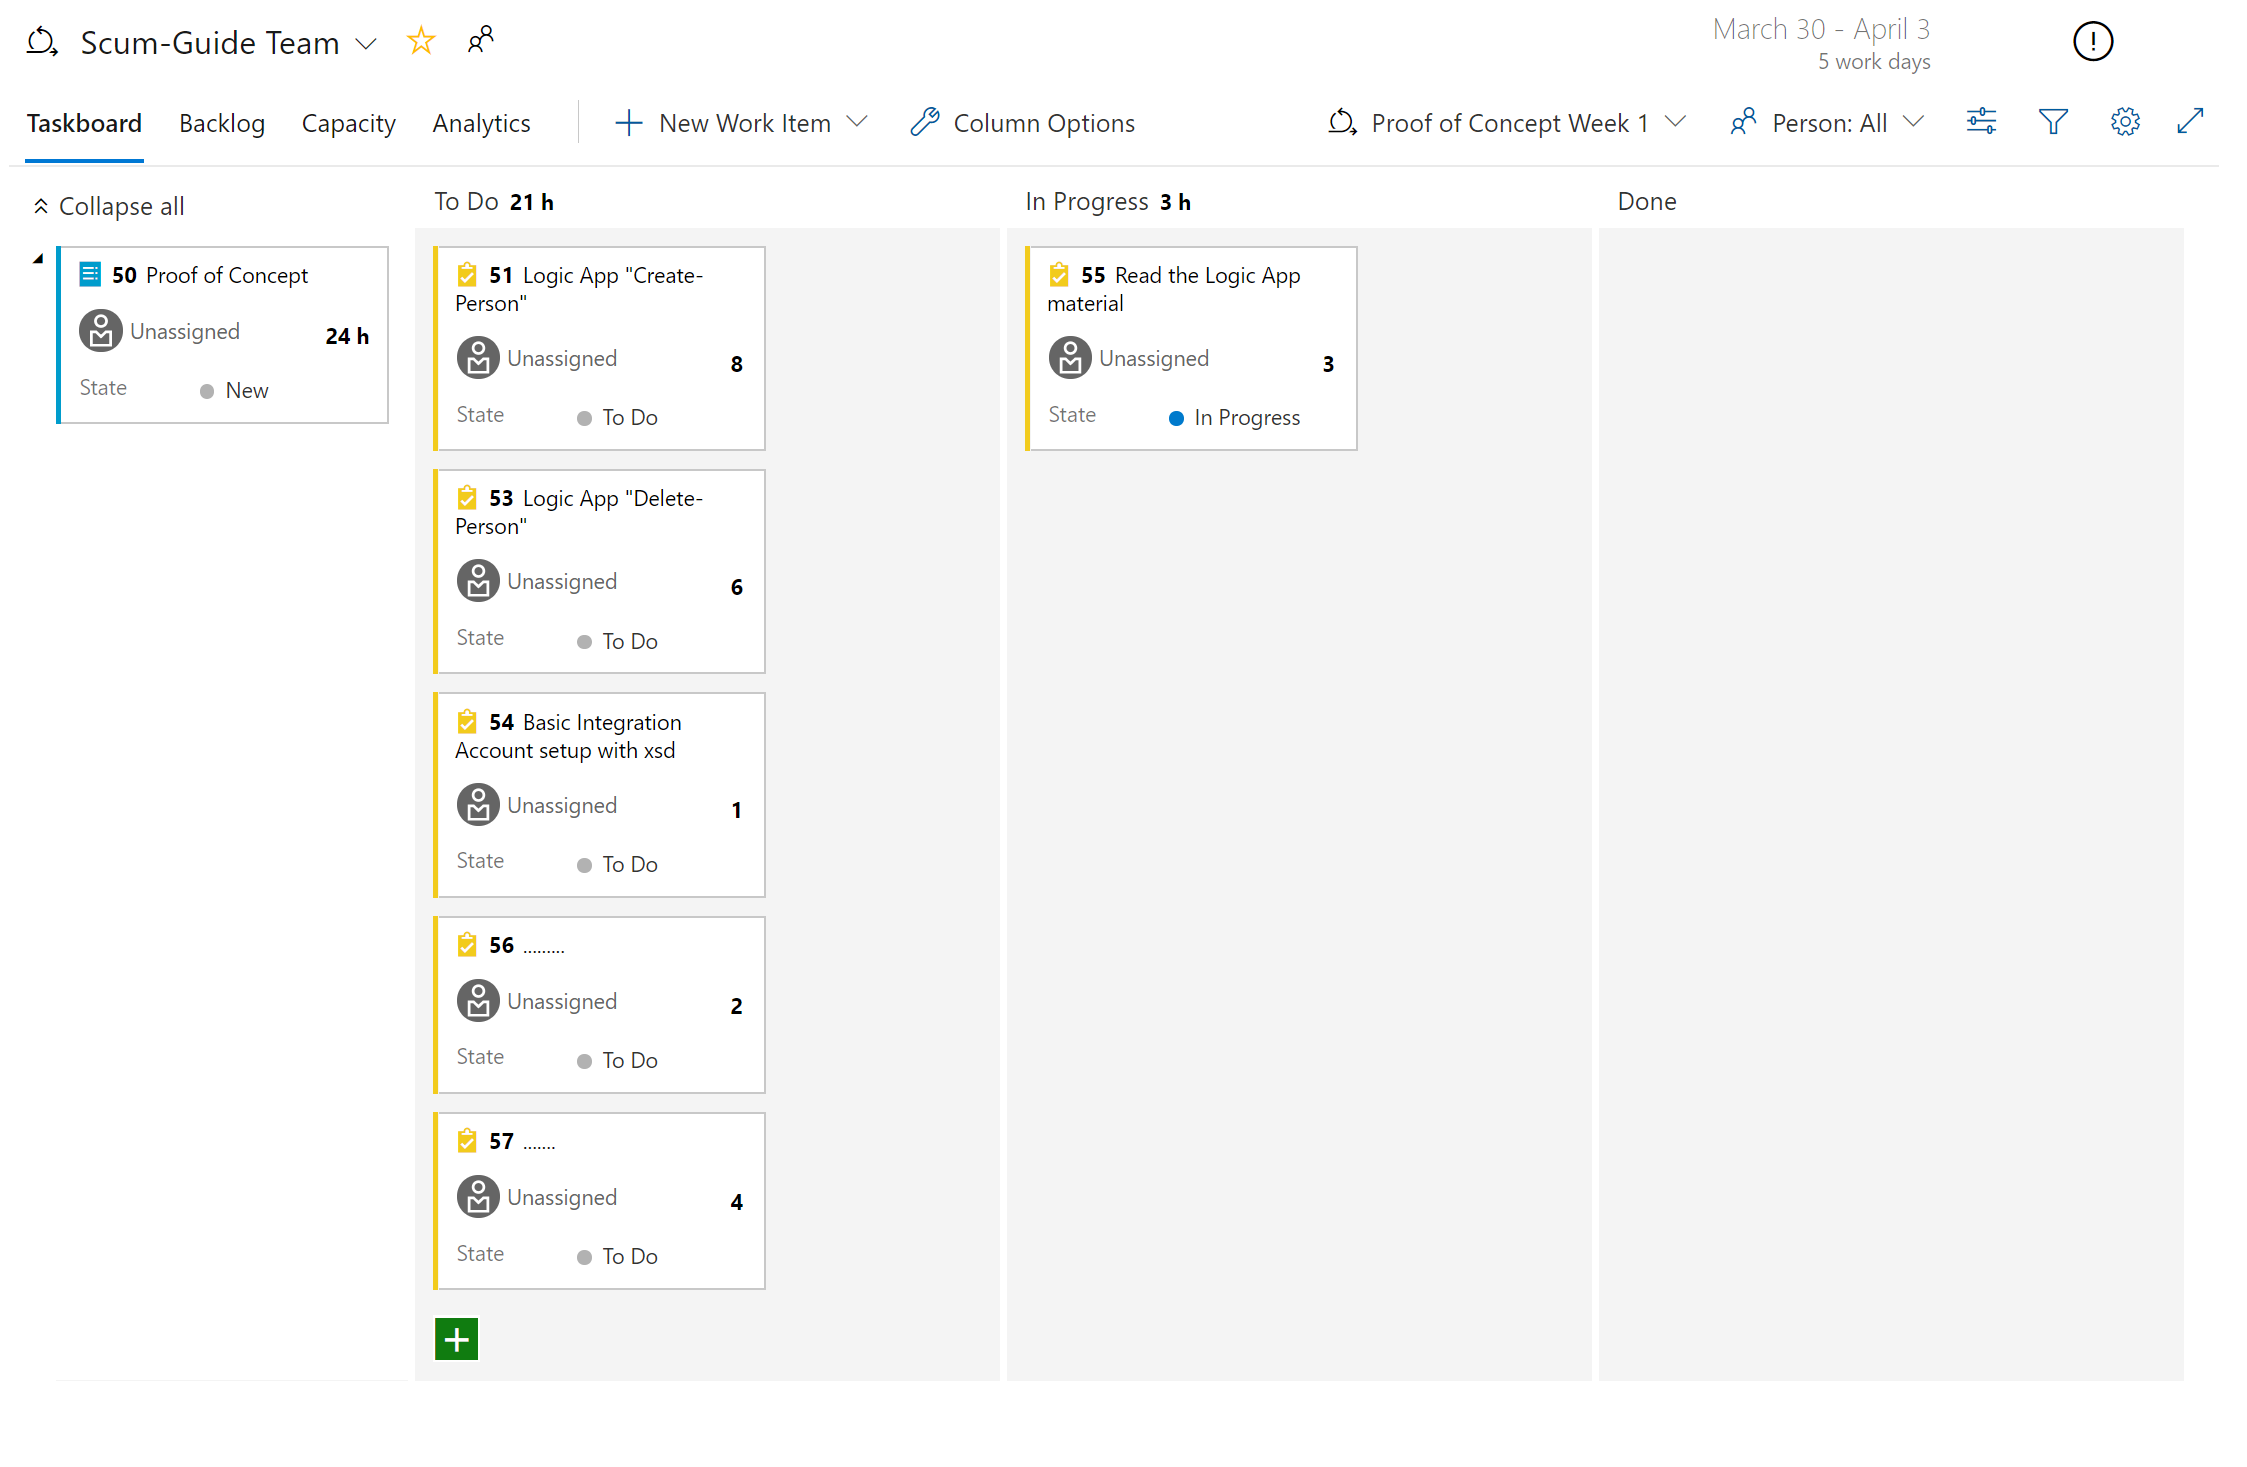 Scum-Guide Team
March 30 - April 3
5 work days
Taskboard Backlog Capacity Analytics New Work Item Column Options Proof of Concept Week 1 Person: All
Collapse all
To Do 21 h
In Progress 3 h
Done
50 Proof of Concept
Unassigned 24 h
State New
51 Logic App "Create-
Person"
Unassigned 8
State To Do
53 Logic App "Delete-
Person"
Unassigned 6
State To Do
54 Basic Integration
Account setup with xsd
Unassigned 1
State To Do
56 .........
Unassigned 2
State To Do
57 .......
Unassigned 4
State To Do
55 Read the Logic App
material
Unassigned 3
State In Progress